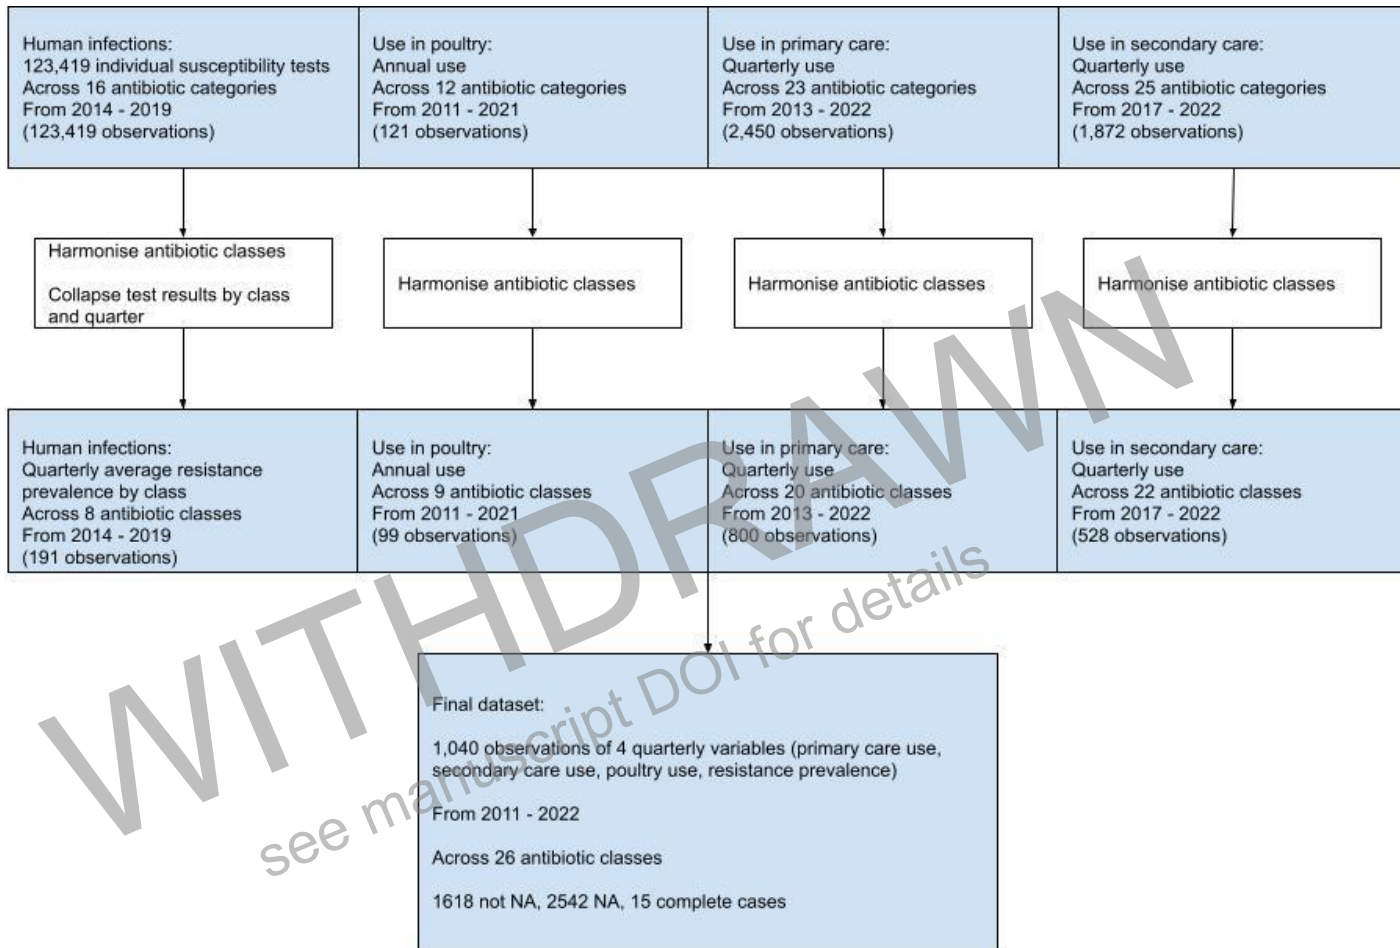 Human infections:
123,419 individual susceptibility tests
Across 16 antibiotic categories
From 2014 - 2019
(123,419 observations)
Use in poultry:
Annual use
Across 12 antibiotic categories
From 2011 - 2021
(121 observations)
Use in primary care:
Quarterly use
Across 23 antibiotic categories
From 2013 - 2022
(2,450 observations)
Use in secondary care:
Quarterly use
Across 25 antibiotic categories
From 2017 - 2022
(1,872 observations)
Harmonise antibiotic classes
Collapse test results by class
and quarter
Harmonise antibiotic classes
Harmonise antibiotic classes
Harmonise antibiotic classes
Human infections:
Quarterly average resistance
prevalence by class
Across 8 antibiotic classes
From 2014 - 2019
(191 observations)
Use in poultry:
Annual use
Across 9 antibiotic classes
From 2011 - 2021
(99 observations)
Use in primary care:
Quarterly use
Across 20 antibiotic classes
From 2013 - 2022
(800 observations)
Use in secondary care:
Quarterly use
Across 22 antibiotic classes
From 2017 - 2022
(528 observations)
Final dataset:
1,040 observations of 4 quarterly variables (primary care use,
secondary care use, poultry use, resistance prevalence)
From 2011 - 2022
Across 26 antibiotic classes
1618 not NA, 2542 NA, 15 complete cases
WITHDRAWN
see manuscript DOI for details